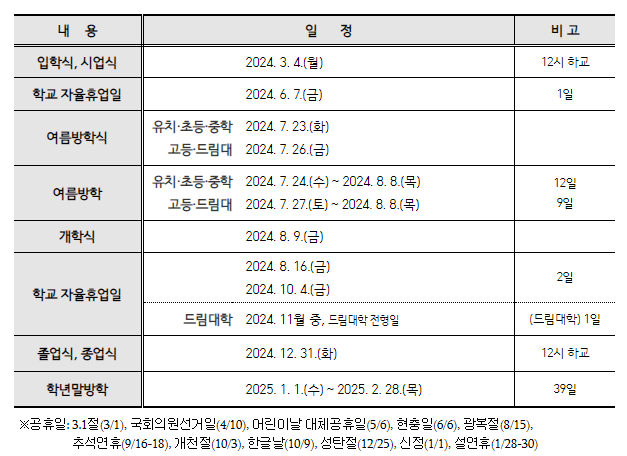 내 용 일 정 비 고
입학식, 시업식 2024. 3. 4.(월) 12시 하교
학교 자율휴업일 2024. 6. 7.(금) 1일
여름방학식 유치·초등·중학 2024. 7. 23.(화)
고등·드림대 2024. 7. 26.(금)
여름방학 유치·초등·중학 2024. 7. 24.(수) ~ 2024. 8. 8.(목) 12일
고등·드림대 2024. 7. 27.(토) ~ 2024. 8. 8.(목) 9일
개학식 2024. 8. 9.(금)
학교 자율휴업일 2024. 8. 16.(금) 2일
2024. 10. 4.(금)
드림대학 2024. 11월 중, 드림대학 전형일 (드림대학) 1일
졸업식, 종업식 2024. 12. 31.(화) 12시 하교
학년말방학 2025. 1. 1.(수) ~ 2025. 2. 28.(목) 39일
※공휴일: 3.1절(3/1), 국회의원선거일(4/10), 어린이날 대체공휴일(5/6), 현충일(6/6), 광복절(8/15),
추석연휴(9/16-18), 개천절(10/3), 한글날(10/9), 성탄절(12/25), 신정(1/1), 설연휴(1/28-30)